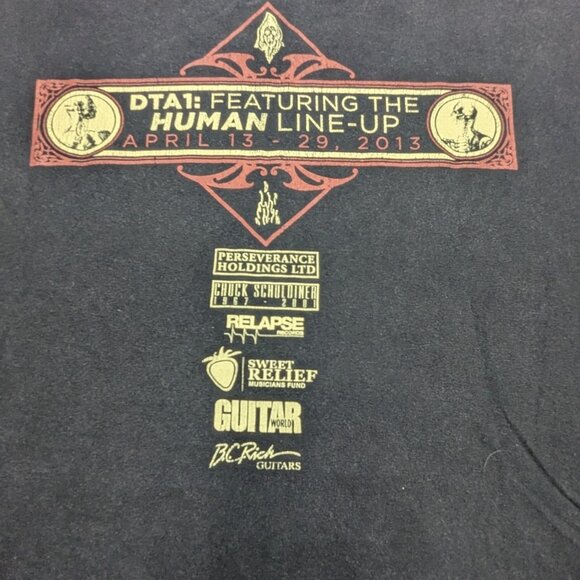 DTA1: FEATURING THE
HUMAN LINE-UP
APRIL 13 - 29, 2013
PERSEVERANCE
HOLDINGS LTD
CHUCK SCHULDINER
1967 - 2001
RELAPSE
RECORDS
SWEET
RELIEF
MUSICIANS FUND
GUITAR
WORLD
B.C. Rich
GUITARS